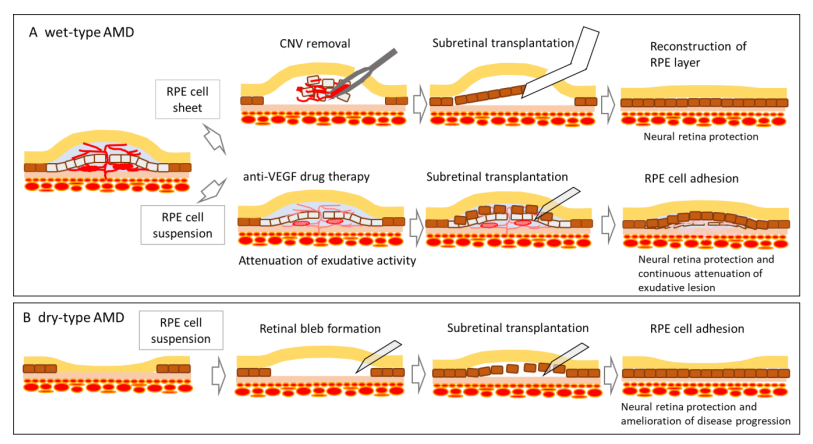 A wet-type AMD
CNV removal
Subretinal transplantation
Reconstruction of
RPE layer
RPE cell
sheet
Neural retina protection
anti-VEGF drug therapy
Subretinal transplantation
RPE cell adhesion
RPE cell
suspension
Attenuation of exudative activity
Neural retina protection and
continuous attenuation of
exudative lesion
B dry-type AMD
RPE cell
suspension
Retinal bleb formation
Subretinal transplantation
RPE cell adhesion
Neural retina protection and
amelioration of disease progression